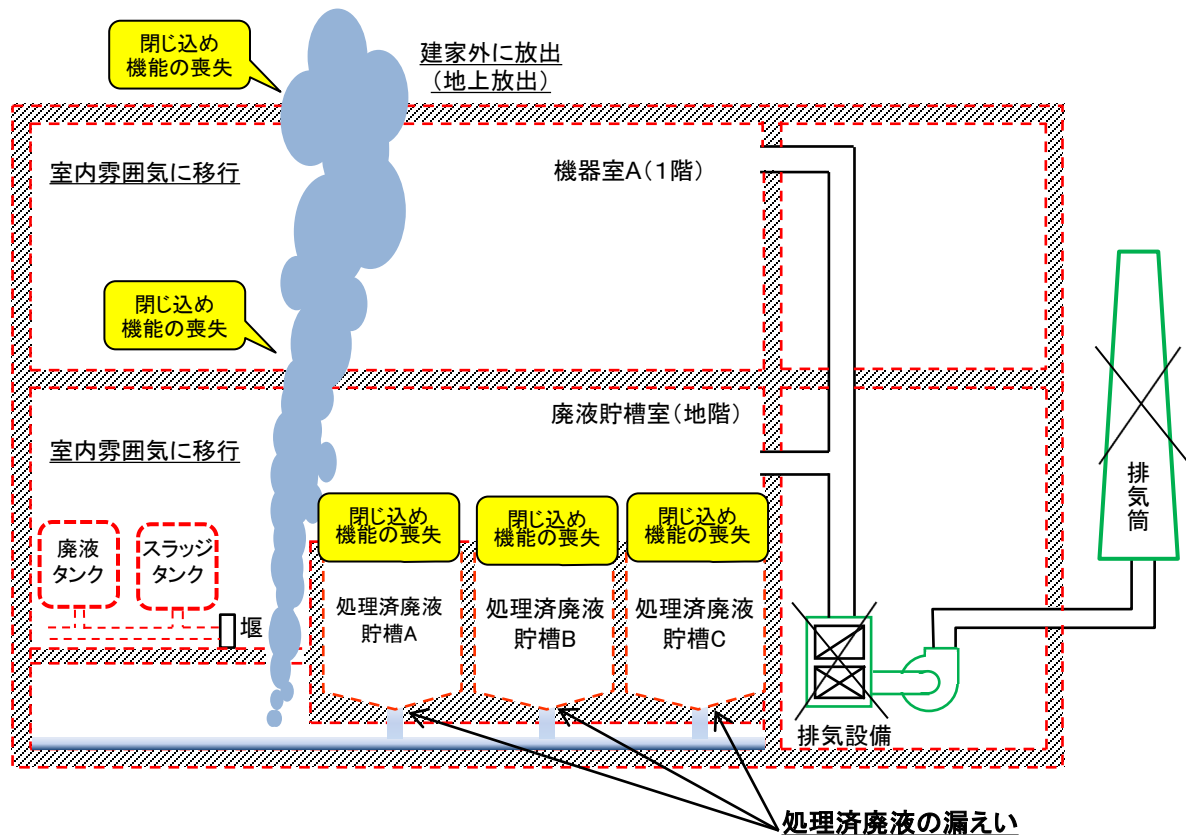 閉じ込め
機能の喪失
建家外に放出
（地上放出）
室内雰囲気に移行
機器室A（１階）
閉じ込め
機能の喪失
廃液貯槽室（地階）
室内雰囲気に移行
排気筒
閉じ込め
機能の喪失
閉じ込め
機能の喪失
閉じ込め
機能の喪失
廃液
タンク
スラッジ
タンク
堰
処理済廃液
貯槽A
処理済廃液
貯槽B
処理済廃液
貯槽C
排気設備
処理済廃液の漏えい